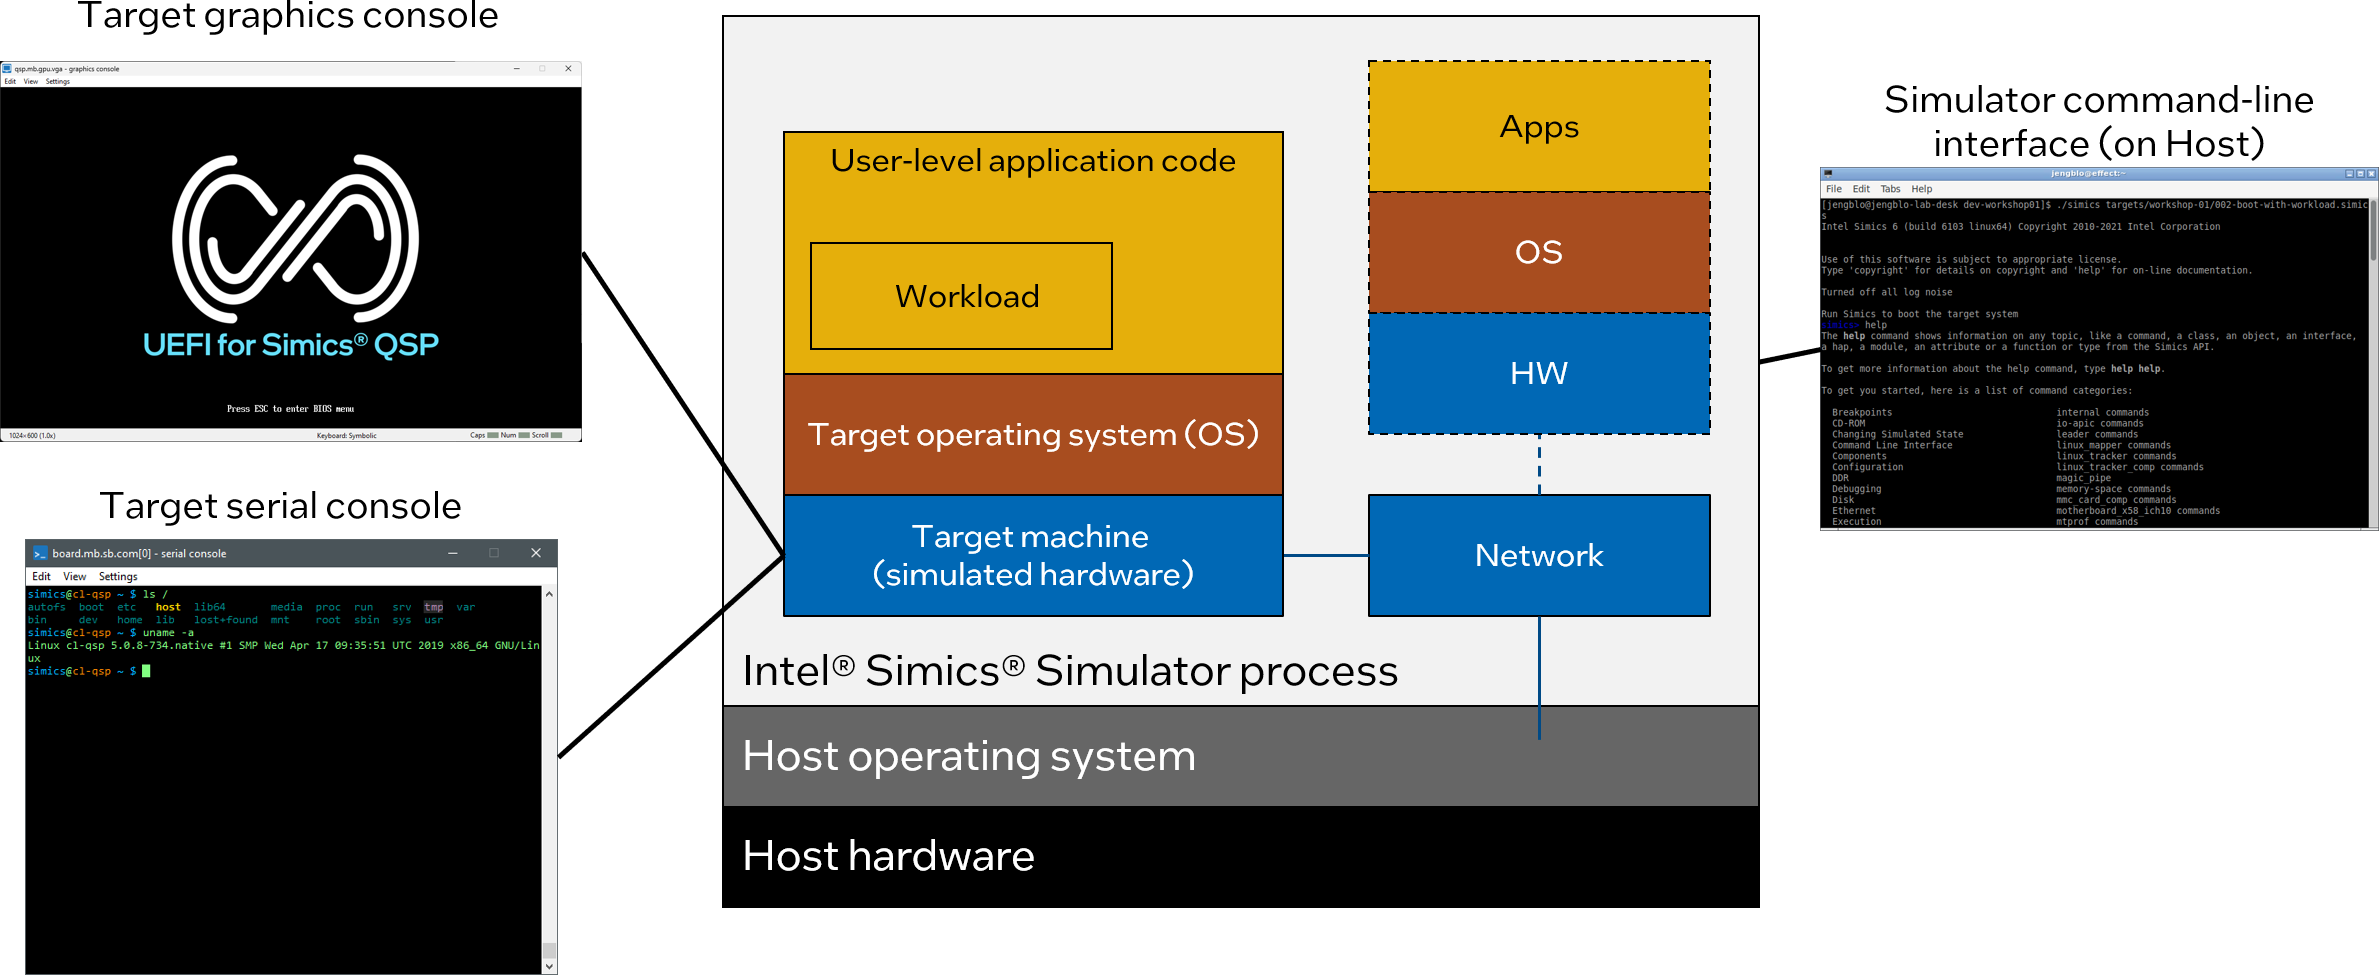 Target graphics console
qsp.mb.gpu.vga - graphics console
Edit View Settings
UEFI for Simics® QSP
Press ESC to enter BIOS menu
1024×600 (1.0x) Keyboard: Symbolic Caps Num Scroll
Target serial console
board.mb.sb.com[0] - serial console
Edit View Settings
simics@cl-qsp ~ $ ls /
autofs boot etc host lib64 media proc run srv tmp var
bin dev home lib lost+found mnt root sbin sys usr
simics@cl-qsp ~ $ uname -a
Linux cl-qsp 5.0.8-734.native #1 SMP Wed Apr 17 09:35:51 UTC 2019 x86_64 GNU/Lin
ux
simics@cl-qsp ~ $
User-level application code
Workload
Target operating system (OS)
Target machine
(simulated hardware)
Apps
OS
HW
Network
Intel® Simics® Simulator process
Host operating system
Host hardware
Simulator command-line
interface (on Host)
jengblo@effect:~
File Edit Tabs Help
[jengblo@jengblo-lab-desk dev-workshop01]$ ./simics targets/workshop-01/002-boot-with-workload.simic
s
Intel Simics 6 (build 6103 linux64) Copyright 2010-2021 Intel Corporation
Use of this software is subject to appropriate license.
Type 'copyright' for details on copyright and 'help' for on-line documentation.
Turned off all log noise
Run Simics to boot the target system
simics> help
The help command shows information on any topic, like a command, a class, an object, an interface,
a hap, a module, an attribute or a function or type from the Simics API.
To get more information about the help command, type help help.
To get you started, here is a list of command categories:
Breakpoints internal commands
CD-ROM io-apic commands
Changing Simulated State leader commands
Command Line Interface linux_mapper commands
Components linux_tracker commands
Configuration linux_tracker_comp commands
DDR magic_pipe
Debugging memory-space commands
Disk mmc_card_comp commands
Ethernet motherboard_x58_ich10 commands
Execution mtprof commands